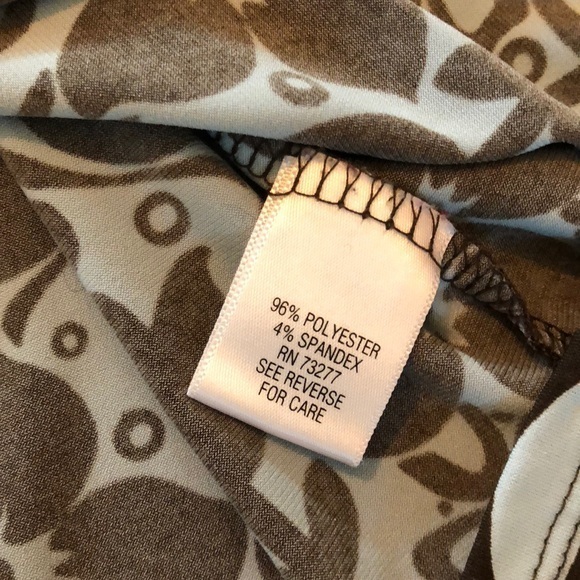 96% POLYESTER
4% SPANDEX
RN 73277
SEE REVERSE
FOR CARE